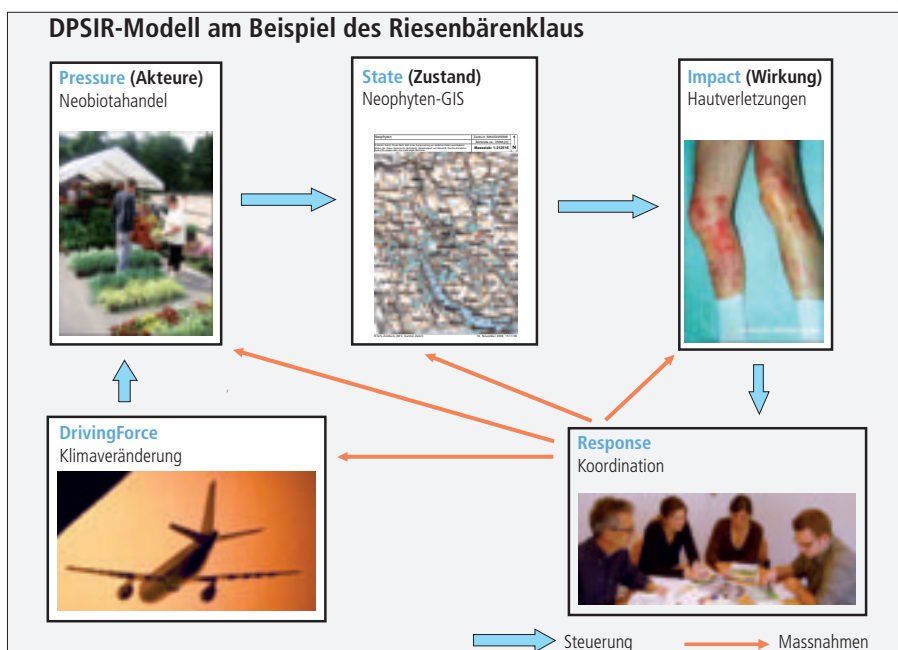 DPSIR-Modell am Beispiel des Riesenbärenklaus
Pressure (Akteure)
Neobiotahandel
State (Zustand)
Neophyten-GIS
Impact (Wirkung)
Hautverletzungen
Neophyten
DrivingForce
Klimaveränderung
Response
Koordination
Steuerung
Massnahmen